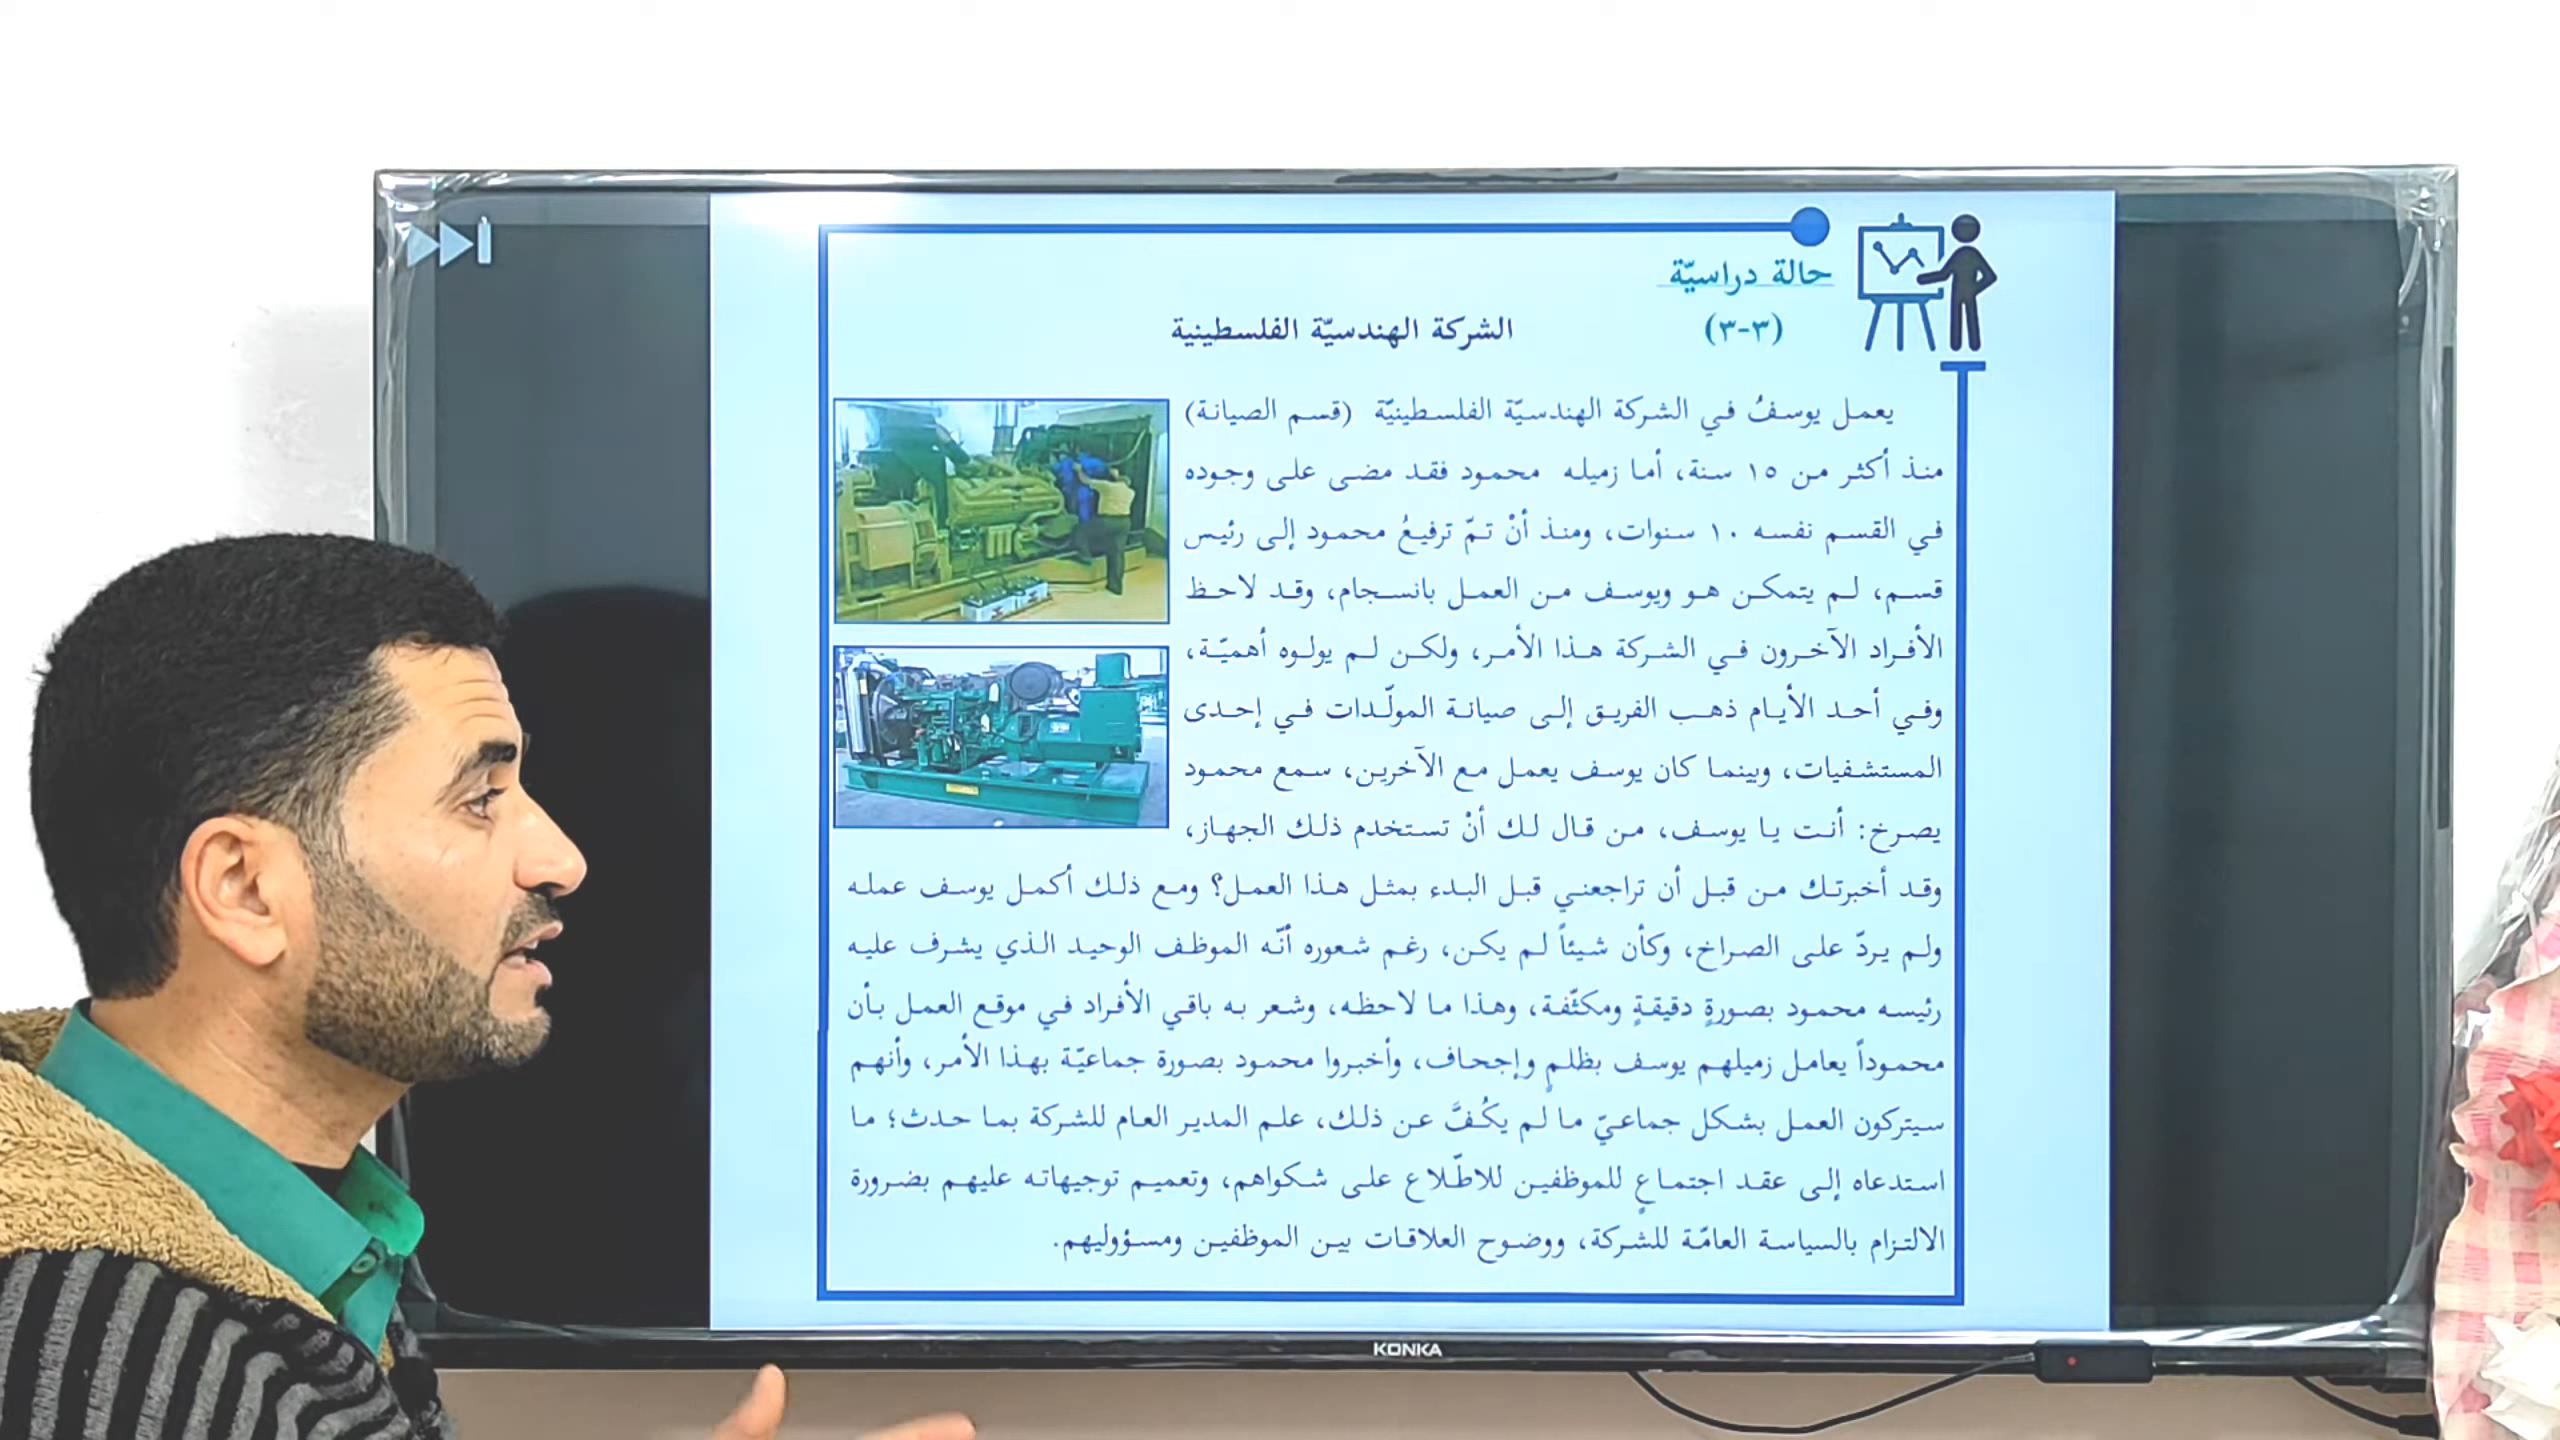 حالة دراسيّة
(٣-٣)
الشركة الهندسيّة الفلسطينية
يعمل يوسفُ في الشركة الهندسيّة الفلسطينيّة (قسم الصيانة)
منذ أكثر من ١٥ سنة، أما زميله محمود فقد مضى على وجوده
في القسم نفسه ١٠ سنوات، ومنذ أنْ تمّ ترفيعُ محمود إلى رئيس
قسم، لم يتمكن هو ويوسف من العمل بانسجام، وقد لاحظ
الأفراد الآخرون في الشركة هذا الأمر، ولكن لم يولوه أهميّة،
وفي أحد الأيام ذهب الفريق إلى صيانة المولّدات في إحدى
المستشفيات، وبينما كان يوسف يعمل مع الآخرين، سمع محمود
يصرخ: أنت يا يوسف، من قال لك أنْ تستخدم ذلك الجهاز،
وقد أخبرتك من قبل أن تراجعني قبل البدء بمثل هذا العمل؟ ومع ذلك أكمل يوسف عمله
ولم يردّ على الصراخ، وكأن شيئاً لم يكن، رغم شعوره أنّه الموظف الوحيد الذي يشرف عليه
رئيسه محمود بصورةٍ دقيقةٍ ومكثّفة، وهذا ما لاحظه، وشعر به باقي الأفراد في موقع العمل بأن
محموداً يعامل زميلهم يوسف بظلمٍ وإجحاف، وأخبروا محمود بصورة جماعيّة بهذا الأمر، وأنهم
سيتركون العمل بشكل جماعيّ ما لم يكُفَّ عن ذلك، علم المدير العام للشركة بما حدث؛ ما
استدعاه إلى عقد اجتماعٍ للموظفين للاطّلاع على شكواهم، وتعميم توجيهاته عليهم بضرورة
الالتزام بالسياسة العامّة للشركة، ووضوح العلاقات بين الموظفين ومسؤوليهم.
KONKA